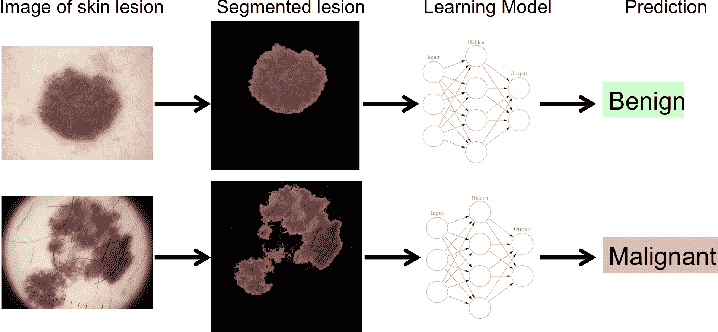 Image of skin lesion
Segmented lesion
Learning Model
Prediction
Input
Hidden
Output
Benign
Input
Hidden
Output
Malignant